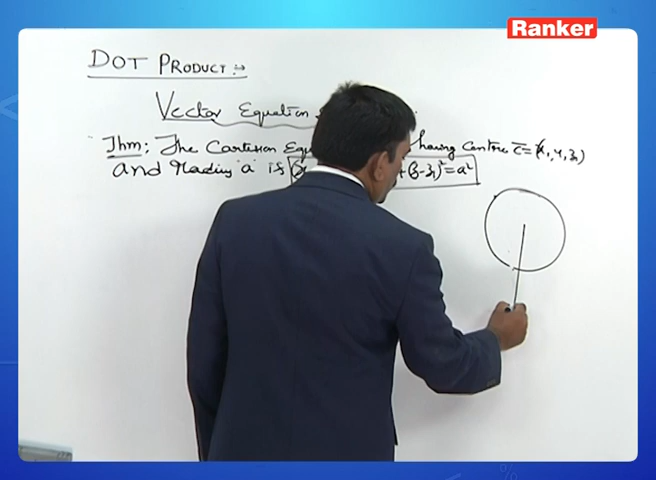 Ranker
DOT PRODUCT :→
Vector Equation
Thm: The Cartesian Equ having Centre c̄=(x₁,y₁,z₁)
and radius 'a' is +(z-z₁)²=a²